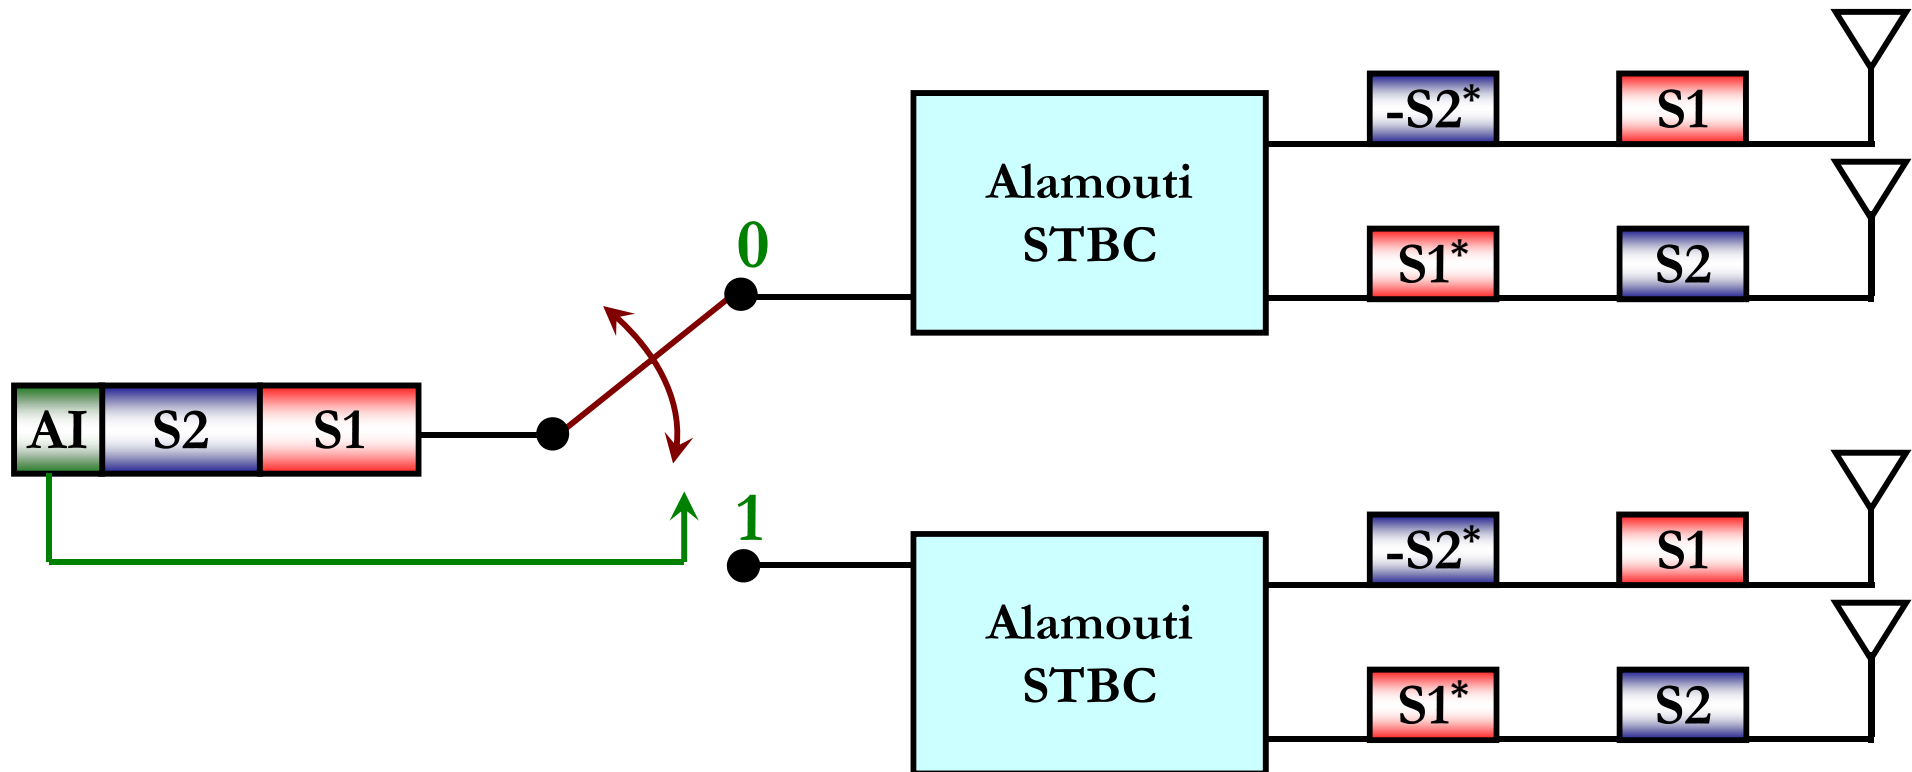 -S2*
S1
Alamouti
STBC
0
S1*
S2
AI
S2
S1
1
-S2*
S1
Alamouti
STBC
S1*
S2